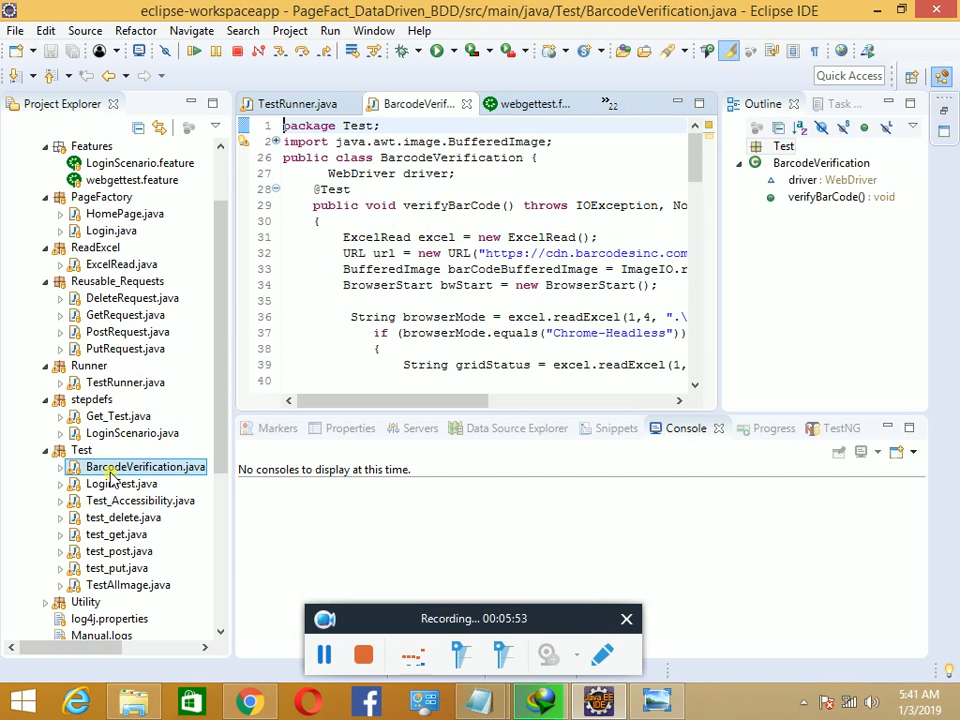 eclipse-workspaceapp - PageFact_DataDriven_BDD/src/main/java/Test/BarcodeVerification.java - Eclipse IDE
File Edit Source Refactor Navigate Search Project Run Window Help
Quick Access
Project Explorer
Features
LoginScenario.feature
webgettest.feature
PageFactory
HomePage.java
Login.java
ReadExcel
ExcelRead.java
Reusable_Requests
DeleteRequest.java
GetRequest.java
PostRequest.java
PutRequest.java
Runner
TestRunner.java
stepdefs
Get_Test.java
LoginScenario.java
Test
BarcodeVerification.java
LoginTest.java
Test_Accessibility.java
test_delete.java
test_get.java
test_post.java
test_put.java
TestAllmage.java
Utility
log4j.properties
Manual.logs
TestRunner.java BarcodeVerif... webgettest.f... »22
1 package Test;
2 import java.awt.image.BufferedImage;
26 public class BarcodeVerification {
27 WebDriver driver;
28 @Test
29 public void verifyBarCode() throws IOException, No
30 {
31 ExcelRead excel = new ExcelRead();
32 URL url = new URL("https://cdn.barcodesinc.com
33 BufferedImage barCodeBufferedImage = ImageIO.r
34 BrowserStart bwStart = new BrowserStart();
35
36 String browserMode = excel.readExcel(1,4, ".\
37 if (browserMode.equals("Chrome-Headless"))
38 {
39 String gridStatus = excel.readExcel(1,
40
Outline Task ...
Test
BarcodeVerification
driver : WebDriver
verifyBarCode() : void
Markers Properties Servers Data Source Explorer Snippets Console Progress TestNG
No consoles to display at this time.
Recording... 00:05:53
5:41 AM
1/3/2019